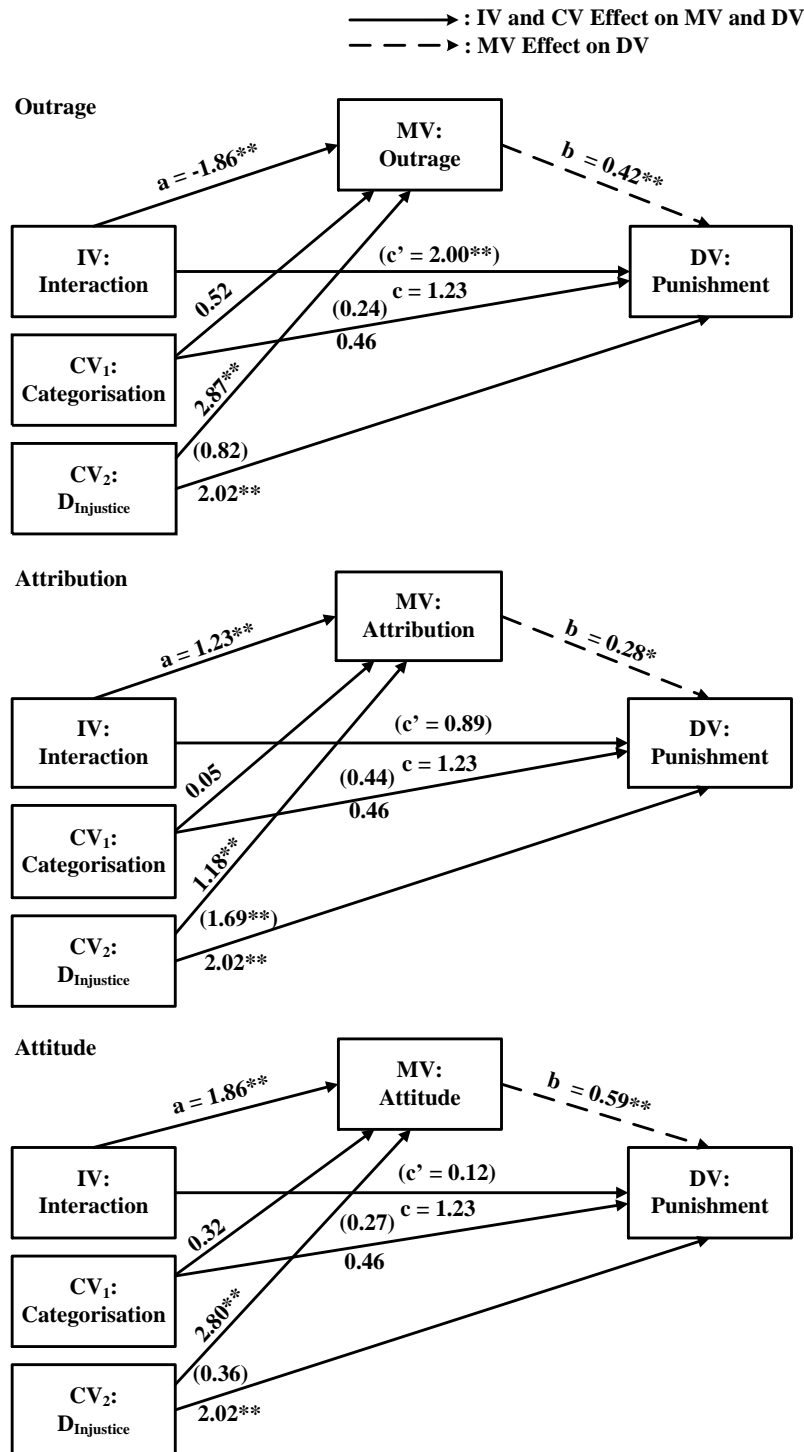 : IV and CV Effect on MV and DV
: MV Effect on DV
Outrage
MV:
Outrage
a = -1.86**
b = 0.42**
IV:
Interaction
DV:
Punishment
(c’ = 2.00**)
c = 1.23
0.52
(0.24)
0.46
CV₁:
Categorisation
2.87**
(0.82)
2.02**
CV₂:
D_Injustice
Attribution
MV:
Attribution
a = 1.23**
b = 0.28*
IV:
Interaction
DV:
Punishment
(c’ = 0.89)
c = 1.23
0.05
(0.44)
0.46
CV₁:
Categorisation
1.18**
(1.69**)
2.02**
CV₂:
D_Injustice
Attitude
MV:
Attitude
a = 1.86**
b = 0.59**
IV:
Interaction
DV:
Punishment
(c’ = 0.12)
c = 1.23
0.32
(0.27)
0.46
CV₁:
Categorisation
2.80**
(0.36)
2.02**
CV₂:
D_Injustice